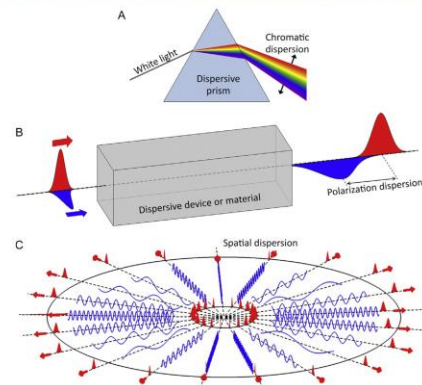 A
White light
Chromatic
dispersion
Dispersive
prism
B
Dispersive device or material
Polarization dispersion
C
Spatial dispersion